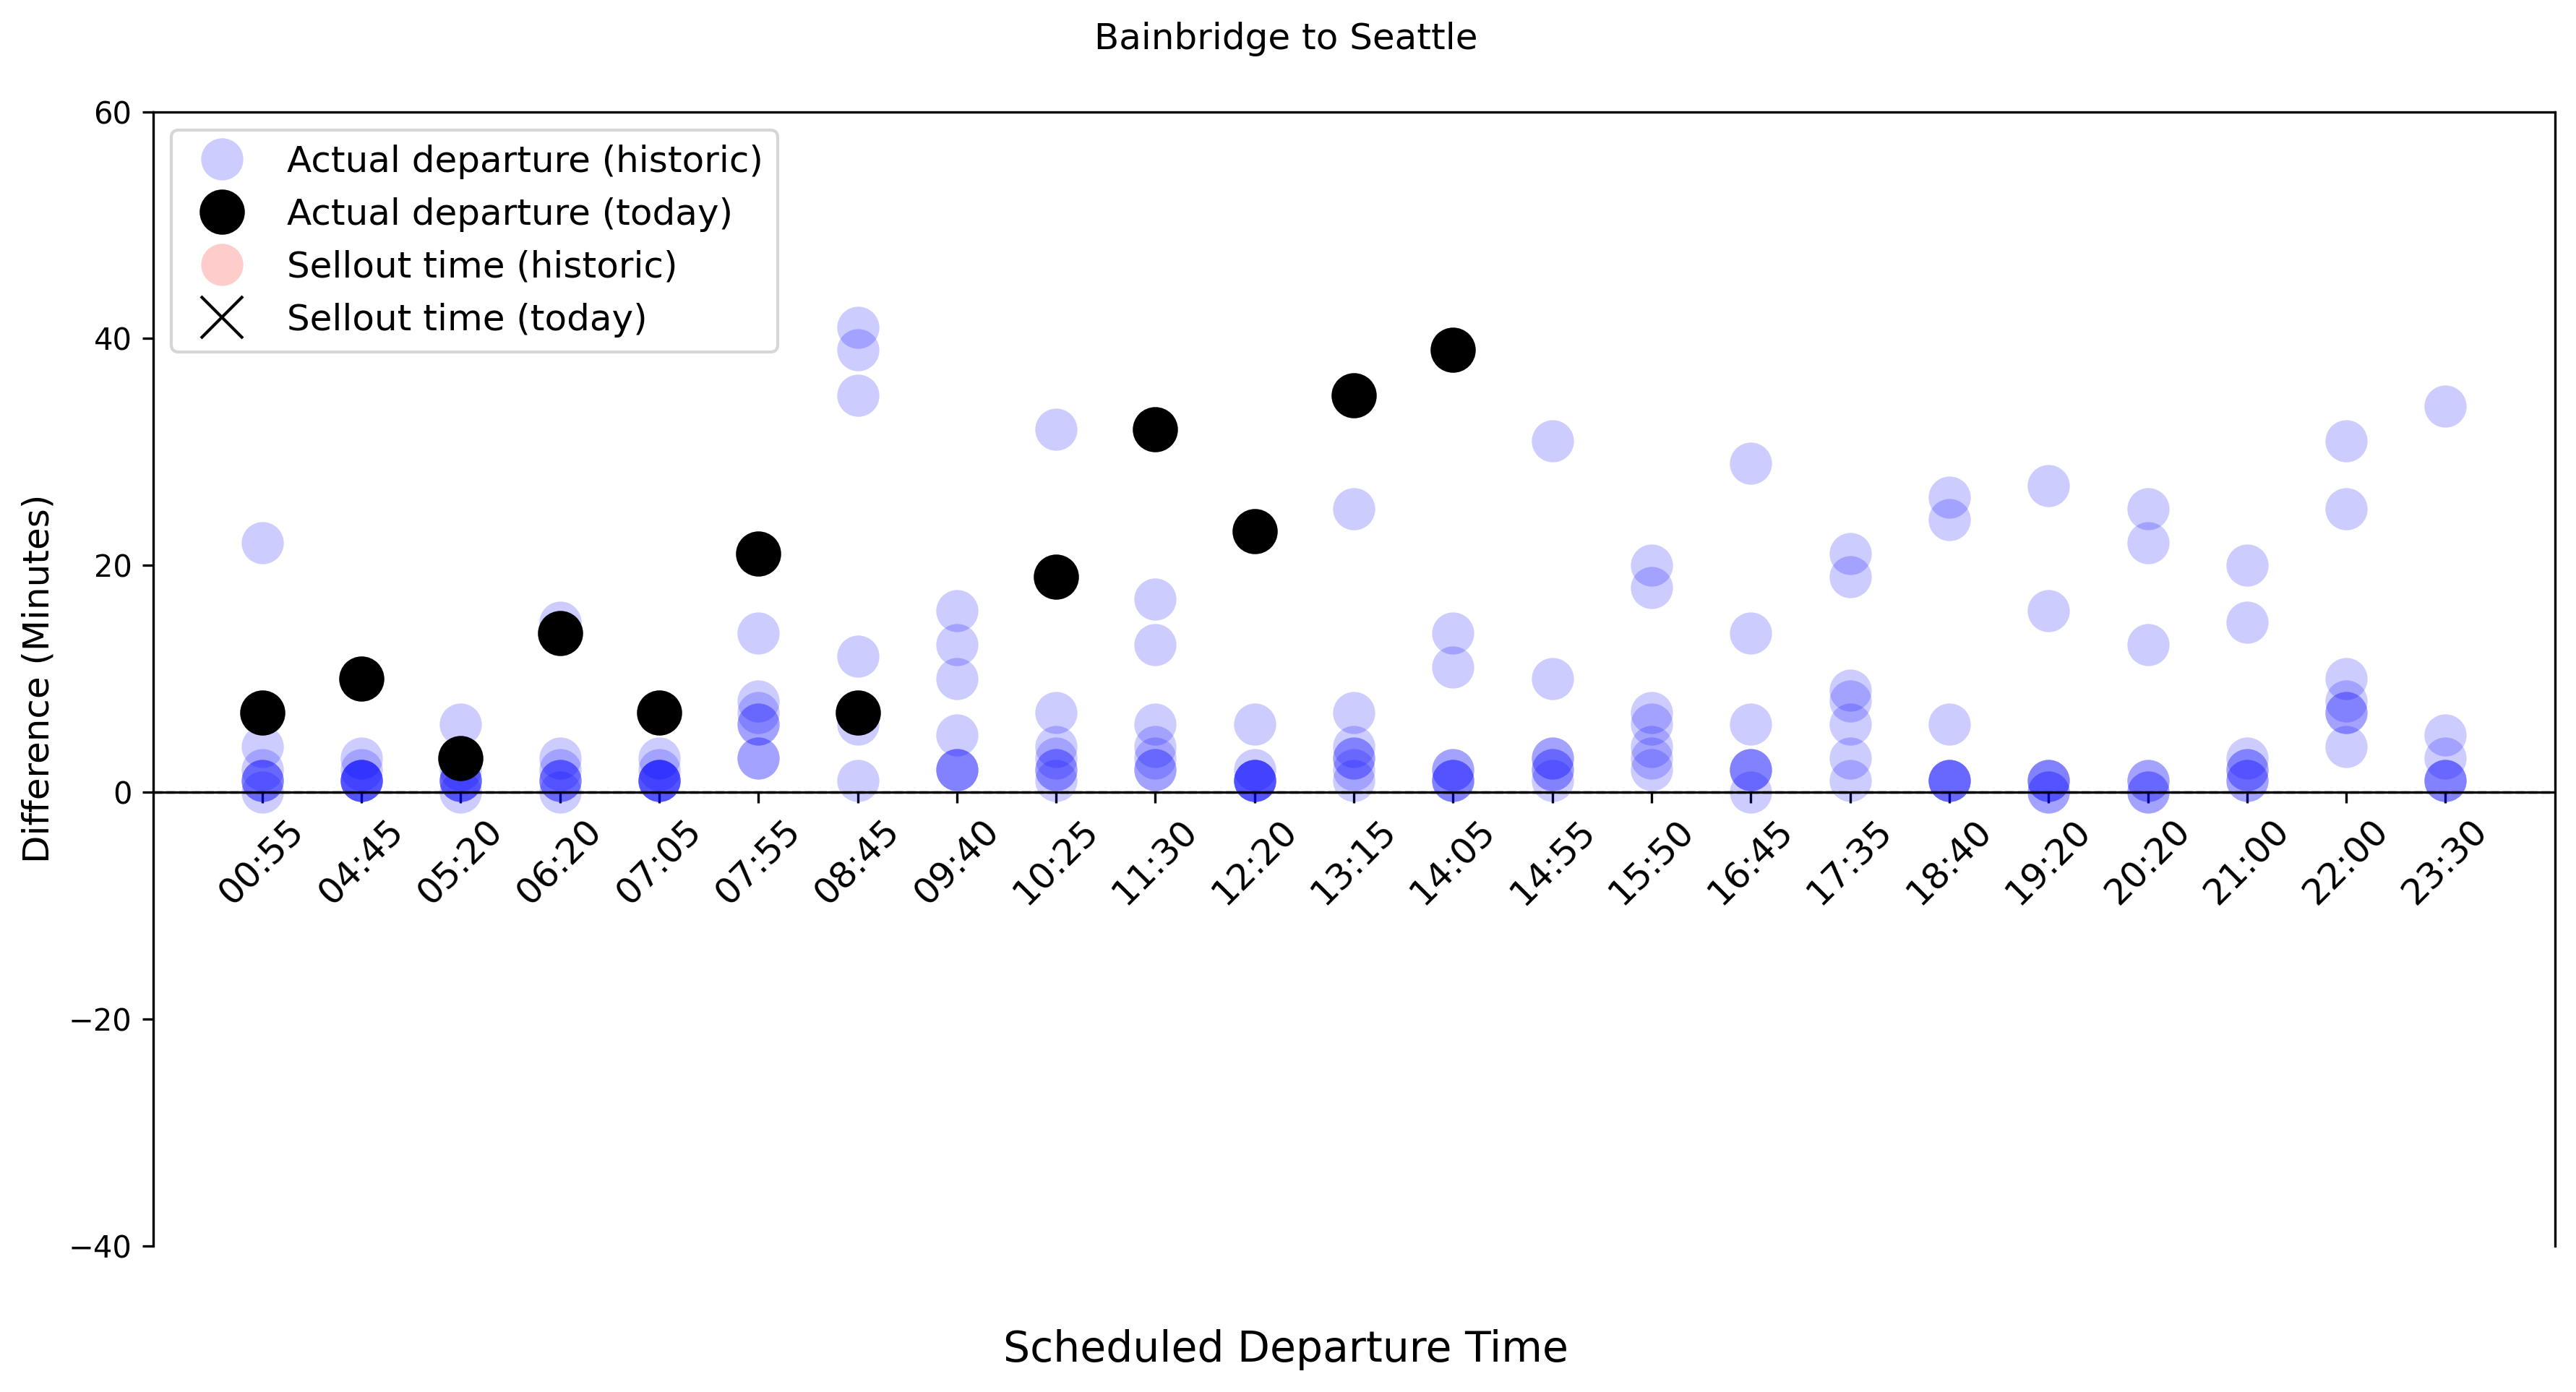 Bainbridge to Seattle
60
40
20
0
−20
−40
Difference (Minutes)
Actual departure (historic)
Actual departure (today)
Sellout time (historic)
Sellout time (today)
00:55 04:45 05:20 06:20 07:05 07:55 08:45 09:40 10:25 11:30 12:20 13:15 14:05 14:55 15:50 16:45 17:35 18:40 19:20 20:20 21:00 22:00 23:30
Scheduled Departure Time